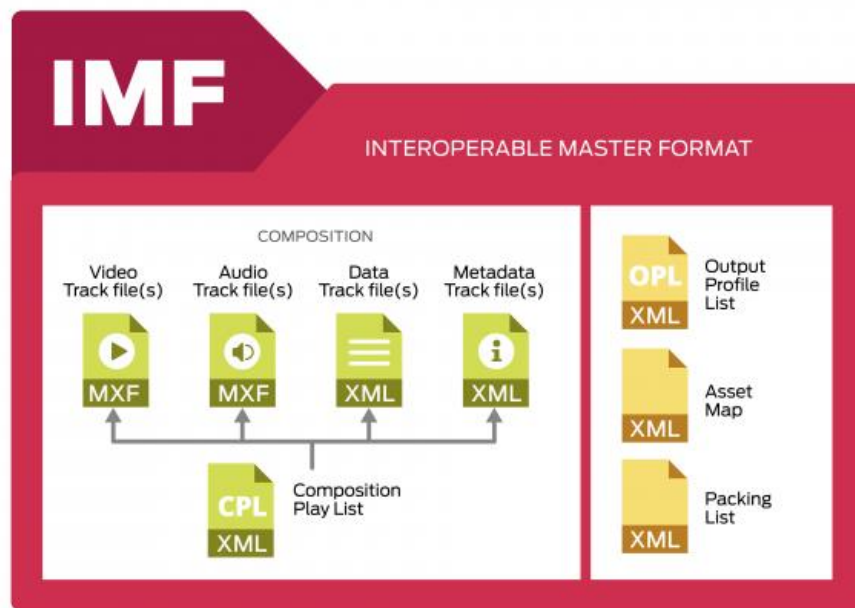 IMF
INTEROPERABLE MASTER FORMAT
COMPOSITION
Video
Track file(s)
Audio
Track file(s)
Data
Track file(s)
Metadata
Track file(s)
MXF
MXF
XML
XML
CPL
XML
Composition
Play List
OPL
XML
Output
Profile
List
XML
Asset
Map
XML
Packing
List